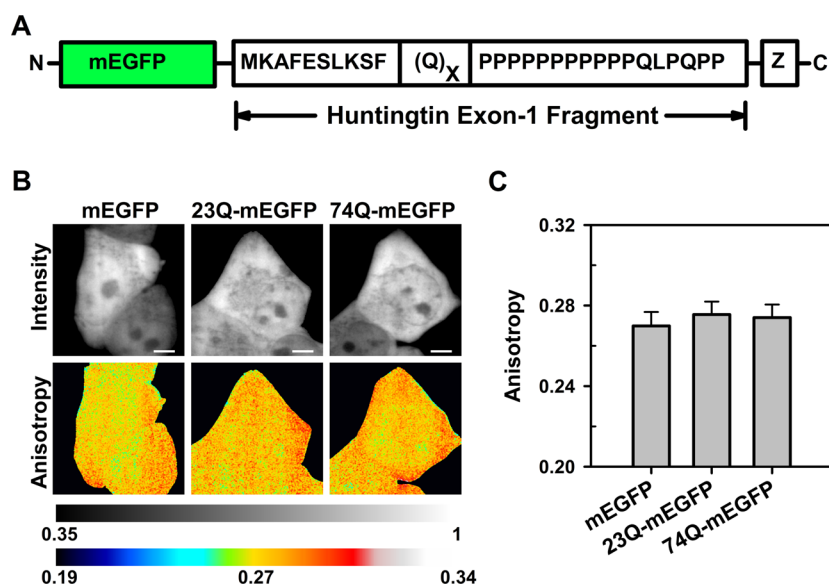 A
N mEGFP MKAFESLKSF (Q)X PPPPPPPPPPPQLPQPP Z C
Huntingtin Exon-1 Fragment
B
mEGFP 23Q-mEGFP 74Q-mEGFP
Intensity
Anisotropy
0.35 1
0.19 0.27 0.34
C
Anisotropy
0.32
0.28
0.24
0.20
mEGFP
23Q-mEGFP
74Q-mEGFP